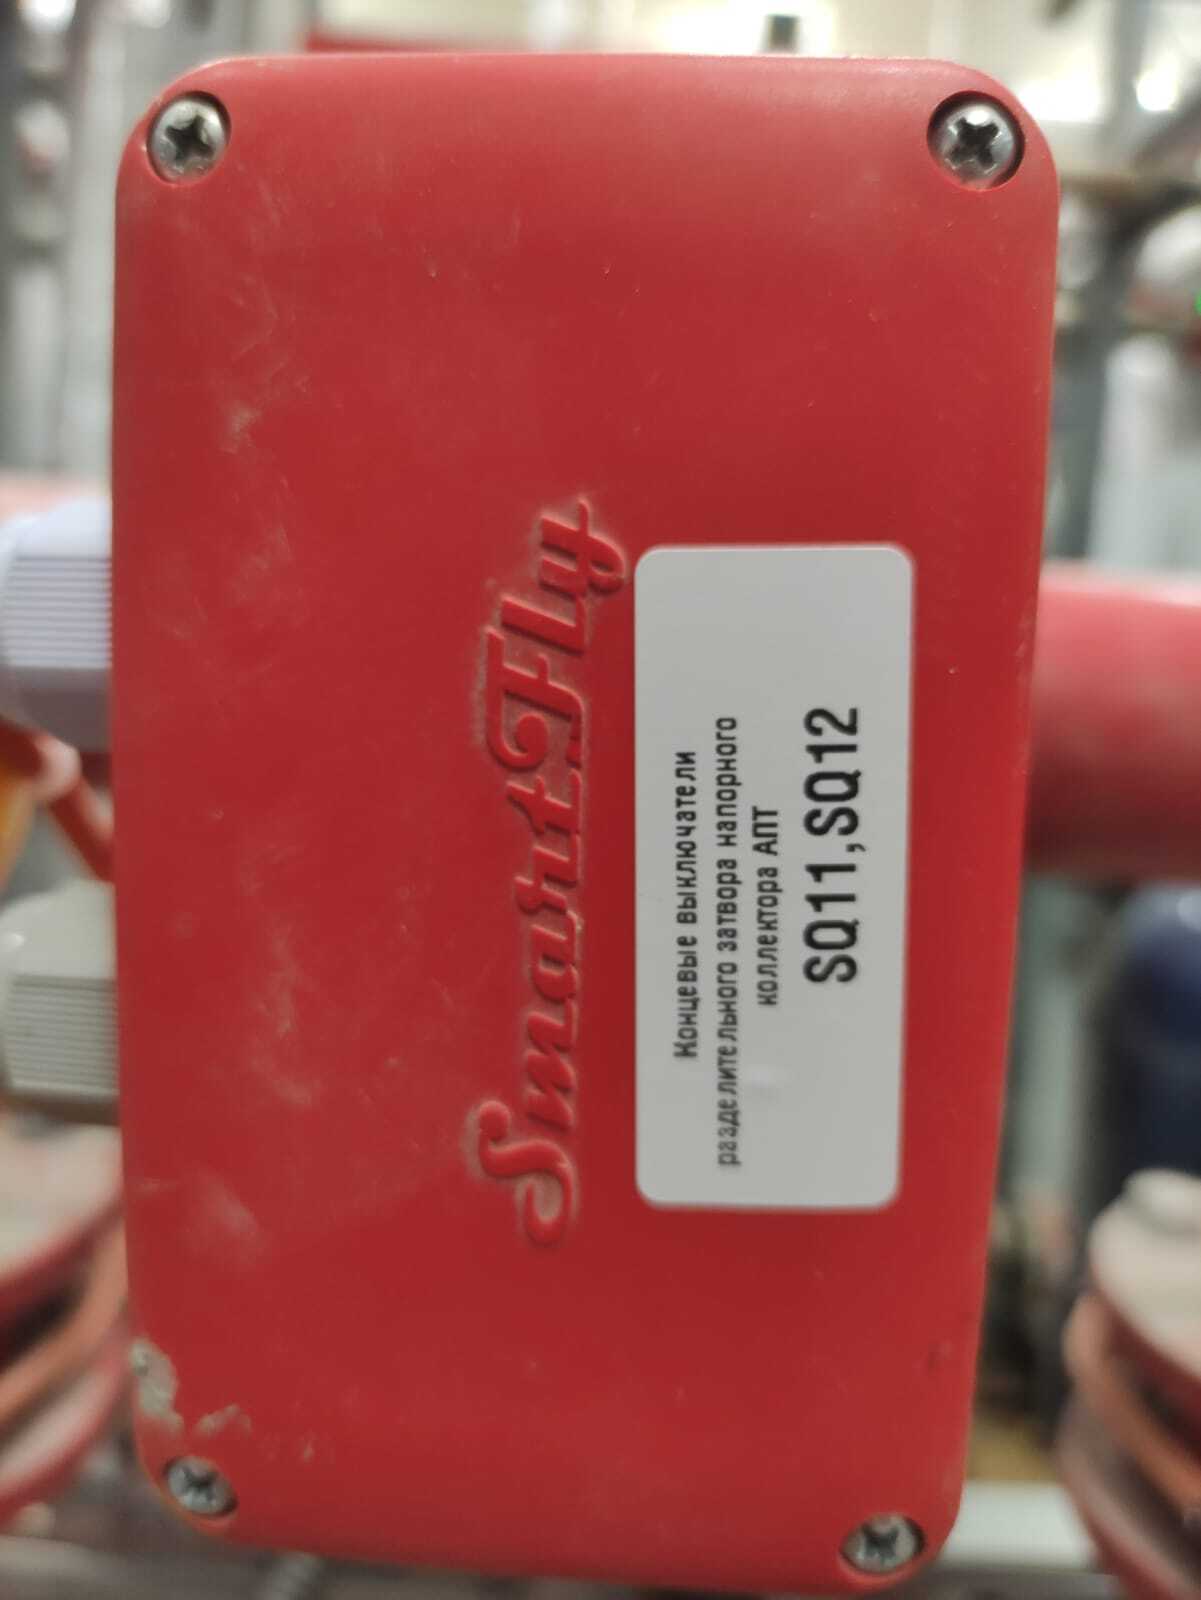 SmartFly
Концевые выключатели
разделительного затвора напорного
коллектора АПТ
SQ11,SQ12